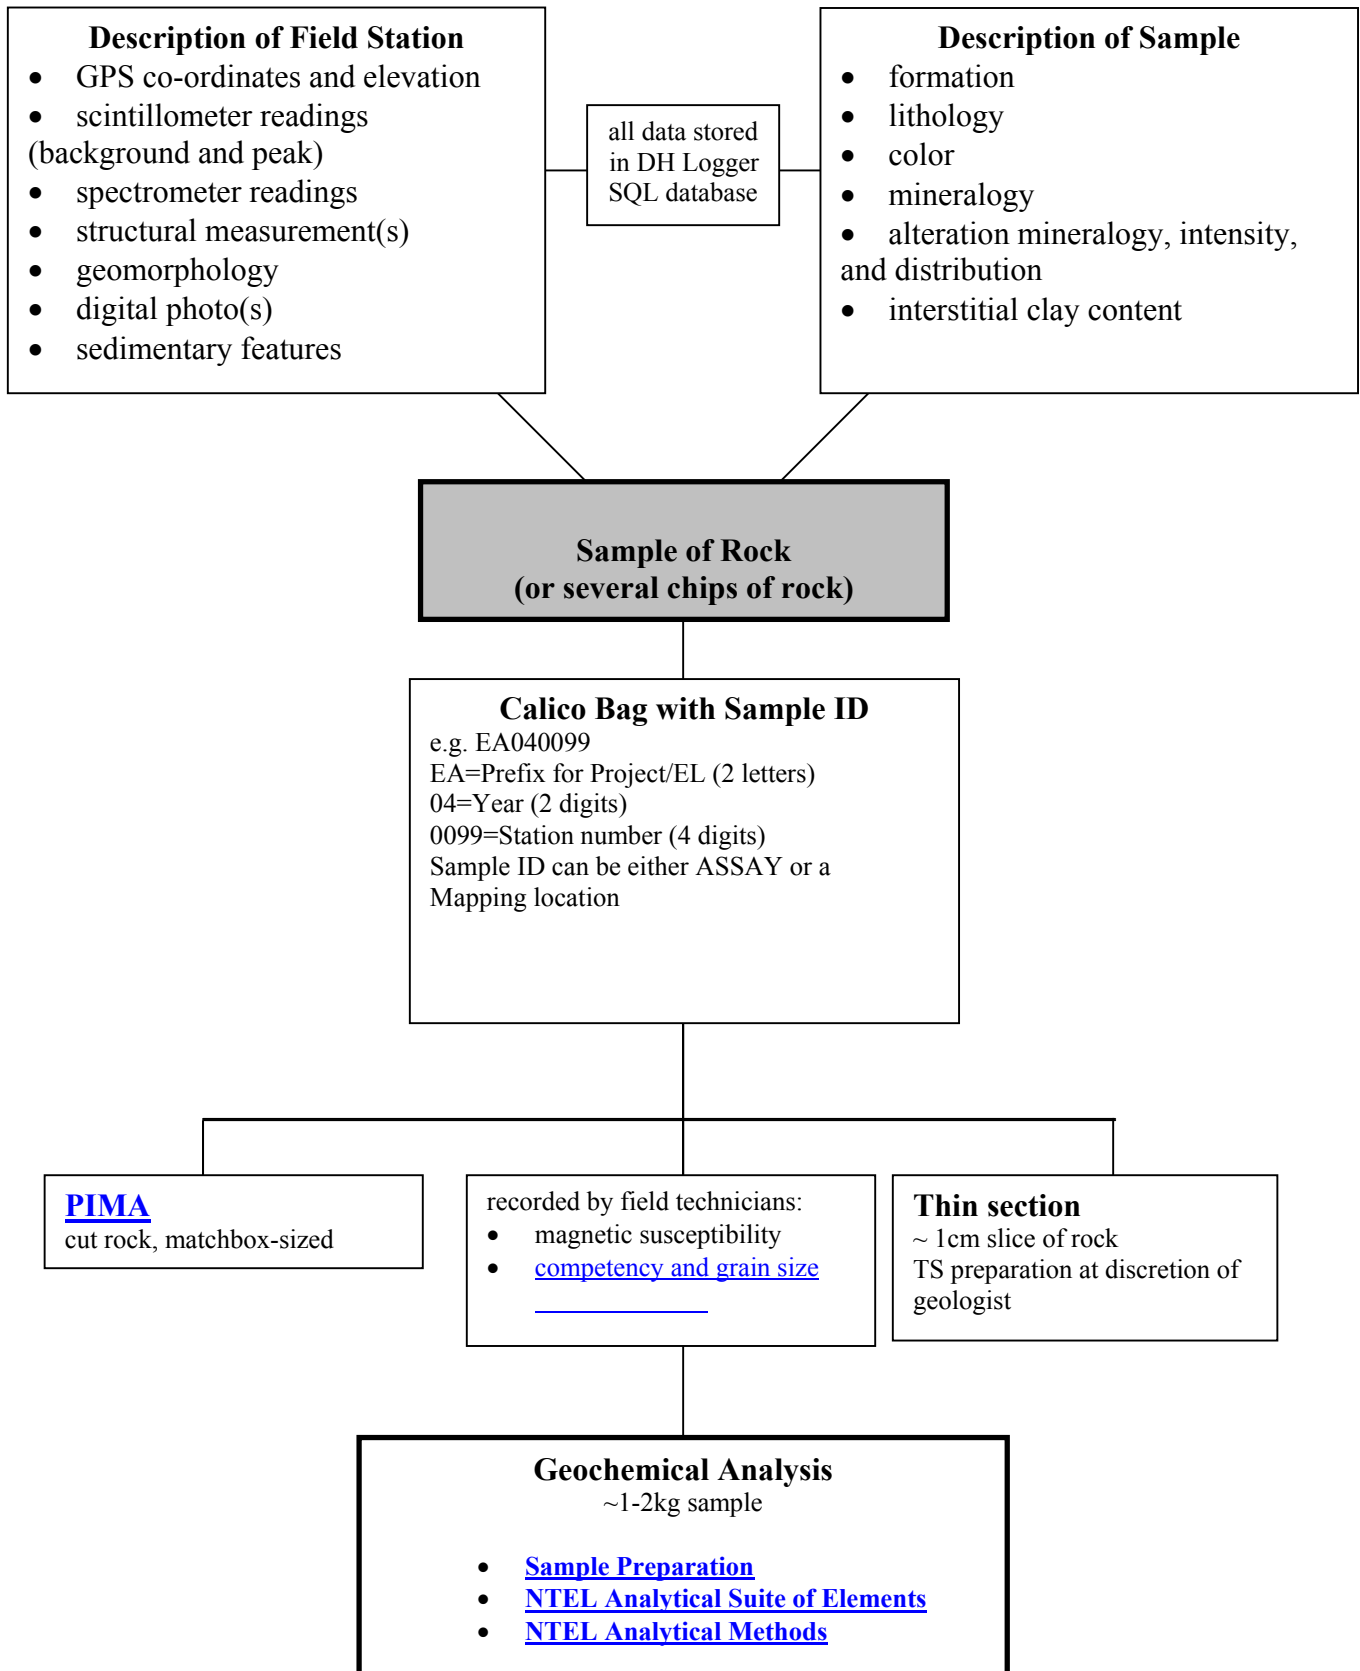 Description of Field Station
• GPS co-ordinates and elevation
• scintillometer readings
(background and peak)
• spectrometer readings
• structural measurement(s)
• geomorphology
• digital photo(s)
• sedimentary features
all data stored
in DH Logger
SQL database
Description of Sample
• formation
• lithology
• color
• mineralogy
• alteration mineralogy, intensity,
and distribution
• interstitial clay content
Sample of Rock
(or several chips of rock)
Calico Bag with Sample ID
e.g. EA040099
EA=Prefix for Project/EL (2 letters)
04=Year (2 digits)
0099=Station number (4 digits)
Sample ID can be either ASSAY or a
Mapping location
PIMA
cut rock, matchbox-sized
recorded by field technicians:
• magnetic susceptibility
• competency and grain size
Thin section
~ 1cm slice of rock
TS preparation at discretion of
geologist
Geochemical Analysis
~1-2kg sample
• Sample Preparation
• NTEL Analytical Suite of Elements
• NTEL Analytical Methods